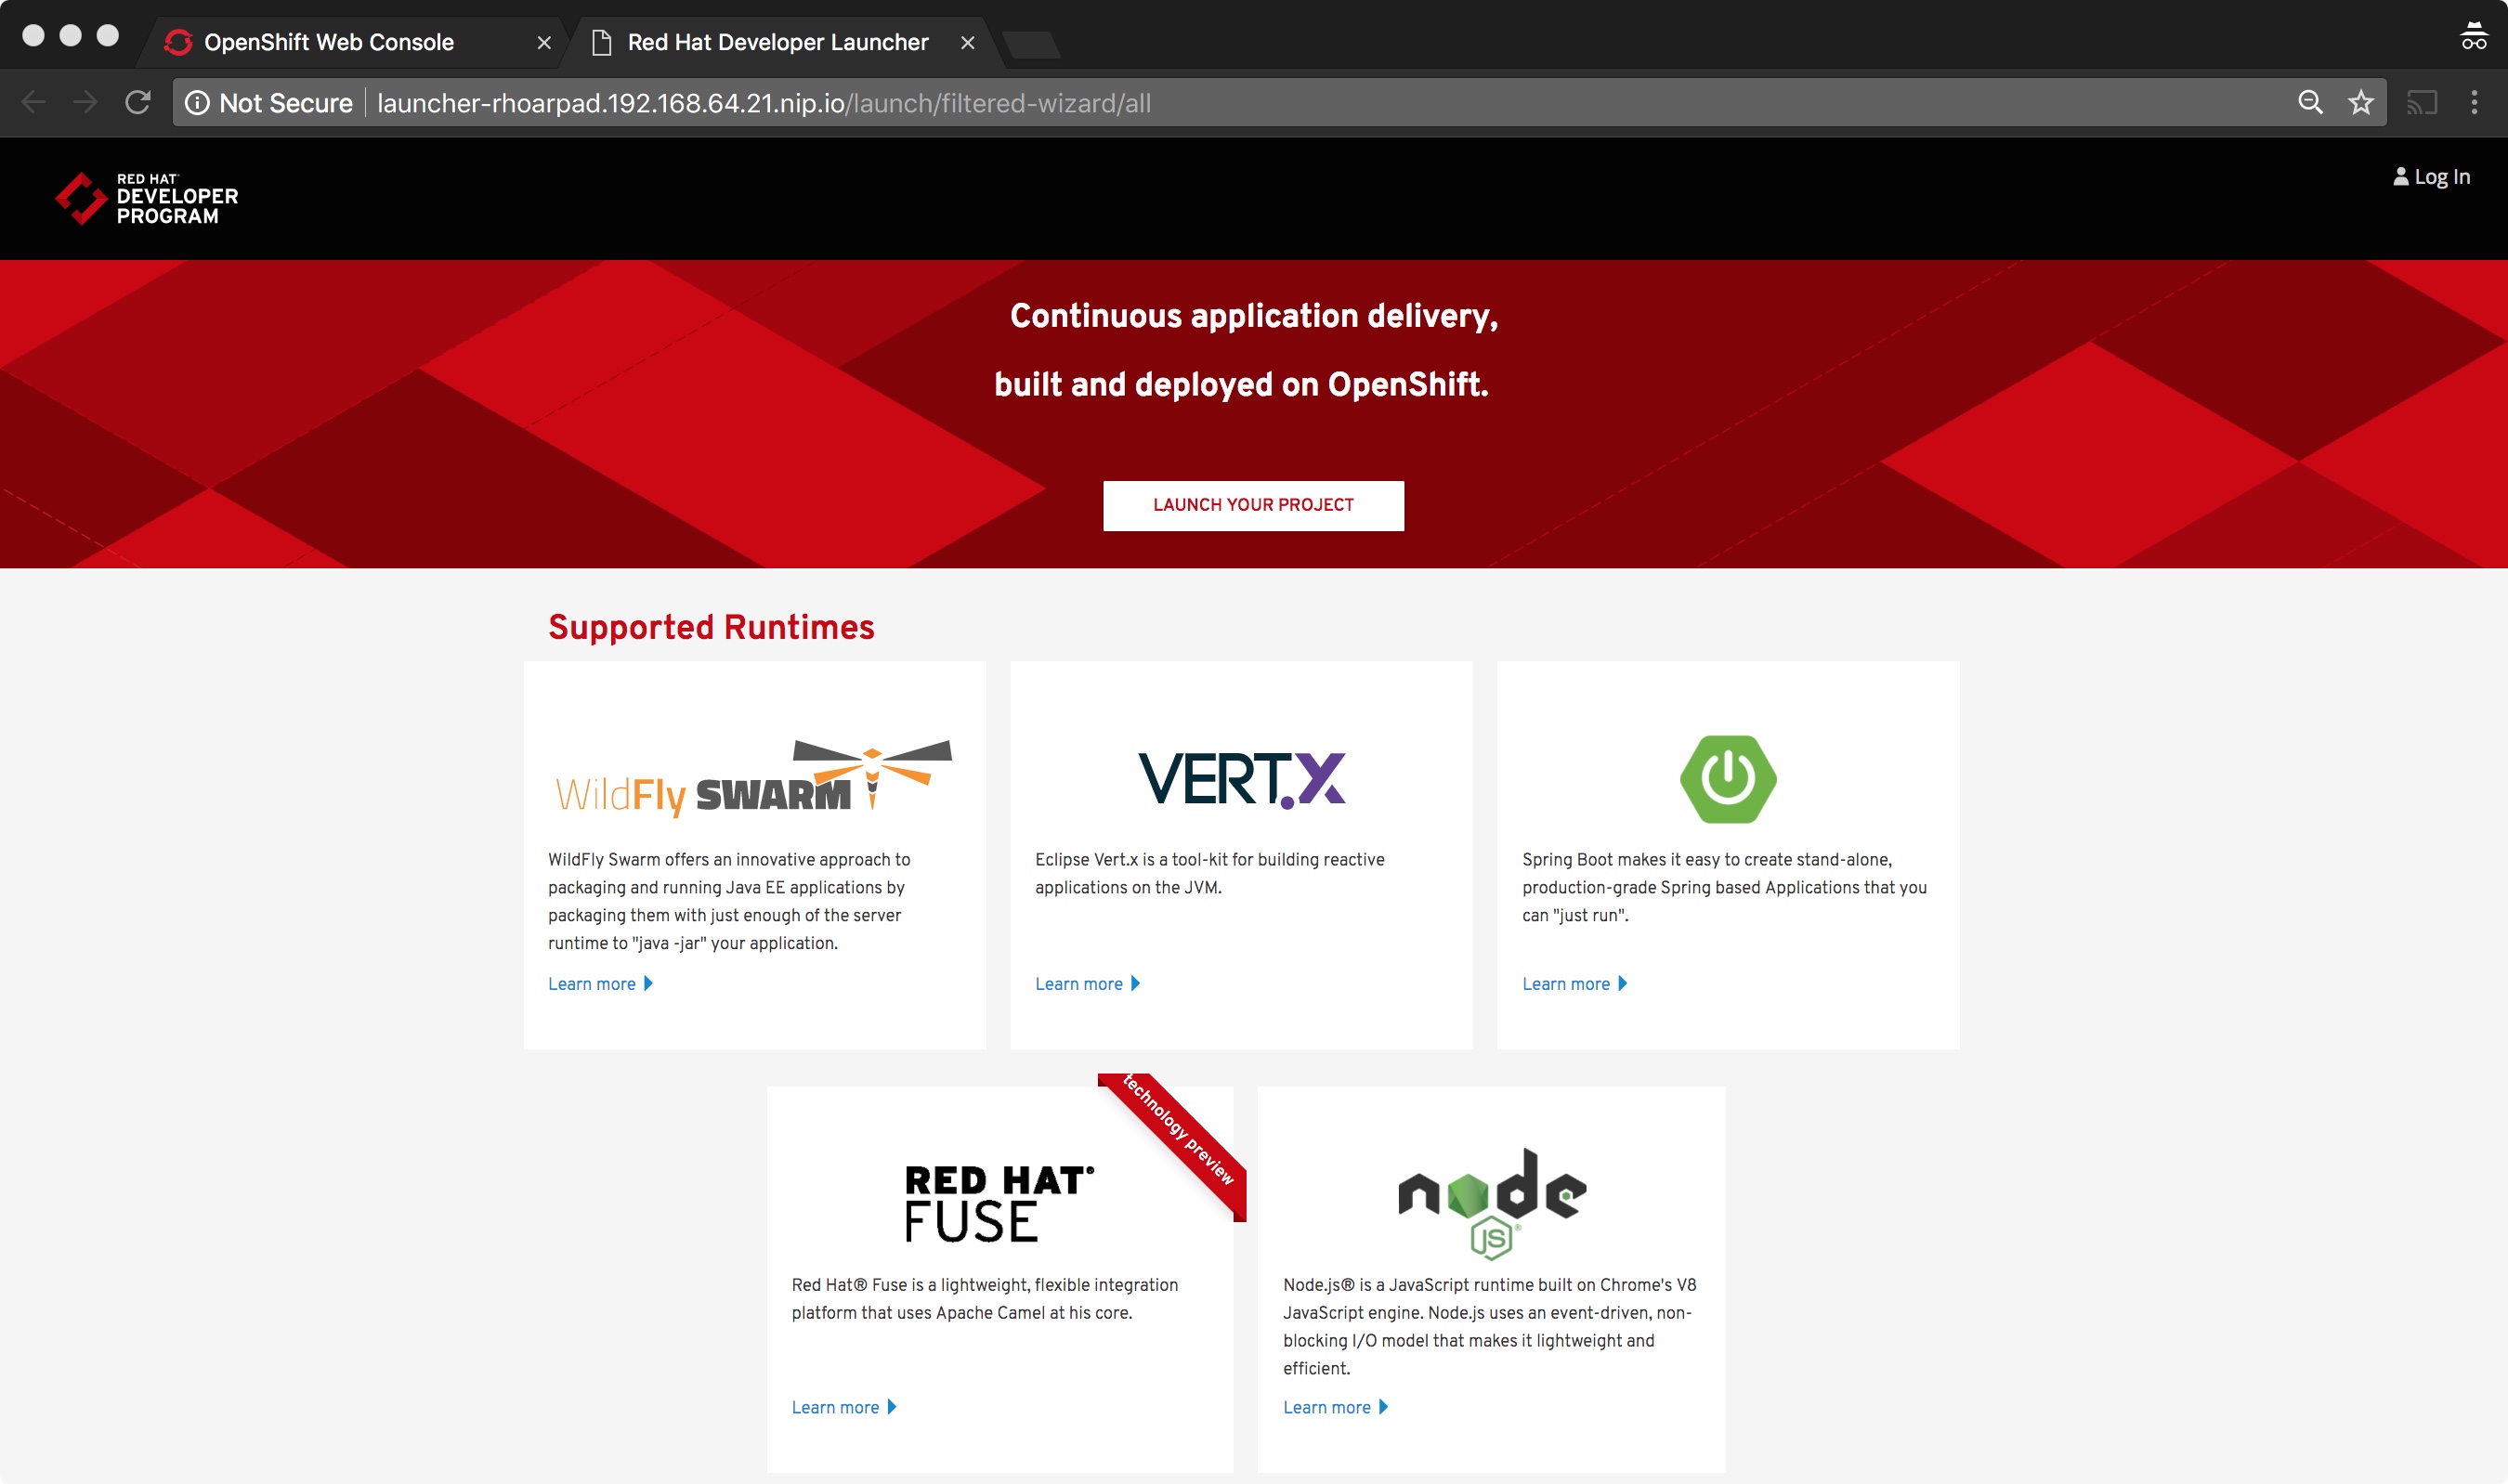 OpenShift Web Console
Red Hat Developer Launcher
Not Secure
launcher-rhoarpad.192.168.64.21.nip.io/launch/filtered-wizard/all
RED HAT®
DEVELOPER
PROGRAM
Log In
Continuous application delivery,
built and deployed on OpenShift.
LAUNCH YOUR PROJECT
Supported Runtimes
WildFly SWARM
VERT.X
WildFly Swarm offers an innovative approach to
packaging and running Java EE applications by
packaging them with just enough of the server
runtime to "java -jar" your application.
Learn more
Eclipse Vert.x is a tool-kit for building reactive
applications on the JVM.
Learn more
Spring Boot makes it easy to create stand-alone,
production-grade Spring based Applications that you
can "just run".
Learn more
technology preview
RED HAT®
FUSE
Red Hat® Fuse is a lightweight, flexible integration
platform that uses Apache Camel at his core.
Learn more
node
JS®
Node.js® is a JavaScript runtime built on Chrome's V8
JavaScript engine. Node.js uses an event-driven, non-
blocking I/O model that makes it lightweight and
efficient.
Learn more